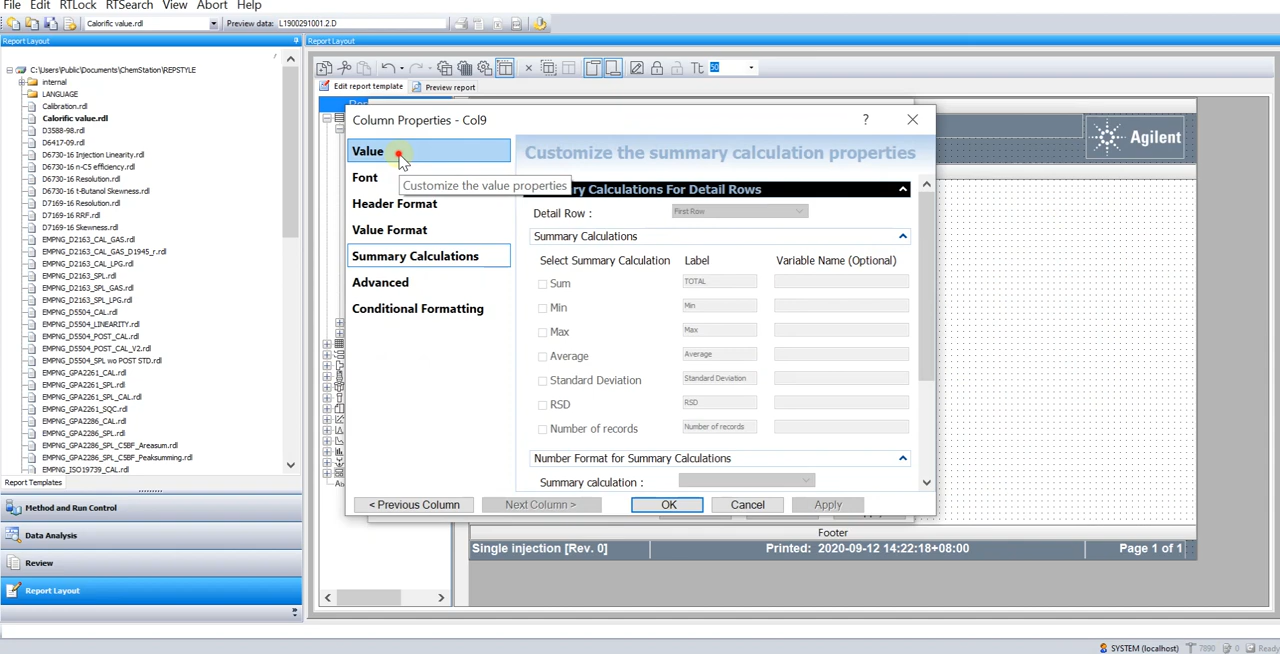 File Edit RTLock RTSearch View Abort Help
Calorific value.rdl Preview data: L1900291001.2.D
Report Layout
Report Layout
C:\Users\Public\Documents\ChemStation\REPSTYLE
internal
LANGUAGE
Calibration.rdl
Calorific value.rdl
D3588-98.rdl
D6417-09.rdl
D6730-16 Injection Linearity.rdl
D6730-16 n-C5 efficiency.rdl
D6730-16 Resolution.rdl
D6730-16 t-Butanol Skewness.rdl
D7169-16 Resolution.rdl
D7169-16 RRF.rdl
D7169-16 Skewness.rdl
EMPNG_D2163_CAL_GAS.rdl
EMPNG_D2163_CAL_GAS_D1945_r.rdl
EMPNG_D2163_CAL_LPG.rdl
EMPNG_D2163_SPL.rdl
EMPNG_D2163_SPL_GAS.rdl
EMPNG_D2163_SPL_LPG.rdl
EMPNG_D5504_CAL.rdl
EMPNG_D5504_LINEARITY.rdl
EMPNG_D5504_POST_CAL.rdl
EMPNG_D5504_POST_CAL_V2.rdl
EMPNG_D5504_SPL wo POST STD.rdl
EMPNG_GPA2261_CAL.rdl
EMPNG_GPA2261_SPL.rdl
EMPNG_GPA2261_SPL_CAL.rdl
EMPNG_GPA2261_SQC.rdl
EMPNG_GPA2286_CAL.rdl
EMPNG_GPA2286_SPL.rdl
EMPNG_GPA2286_SPL_C5BF_Areasum.rdl
EMPNG_GPA2286_SPL_C5BF_Peaksumming.rdl
EMPNG_ISO19739_CAL.rdl
Report Templates
Method and Run Control
Data Analysis
Review
Report Layout
Tt 50
Edit report template Preview report
Agilent
Column Properties - Col9
?
Value
Font
Header Format
Value Format
Summary Calculations
Advanced
Conditional Formatting
Customize the value properties
Customize the summary calculation properties
ry Calculations For Detail Rows
Detail Row : First Row
Summary Calculations
Select Summary Calculation Label Variable Name (Optional)
Sum TOTAL
Min Min
Max Max
Average Average
Standard Deviation Standard Deviation
RSD RSD
Number of records Number of records
Number Format for Summary Calculations
Summary calculation :
< Previous Column Next Column > OK Cancel Apply
Footer
Single injection [Rev. 0] Printed: 2020-09-12 14:22:18+08:00 Page 1 of 1
SYSTEM (localhost) 7890 0 Ready